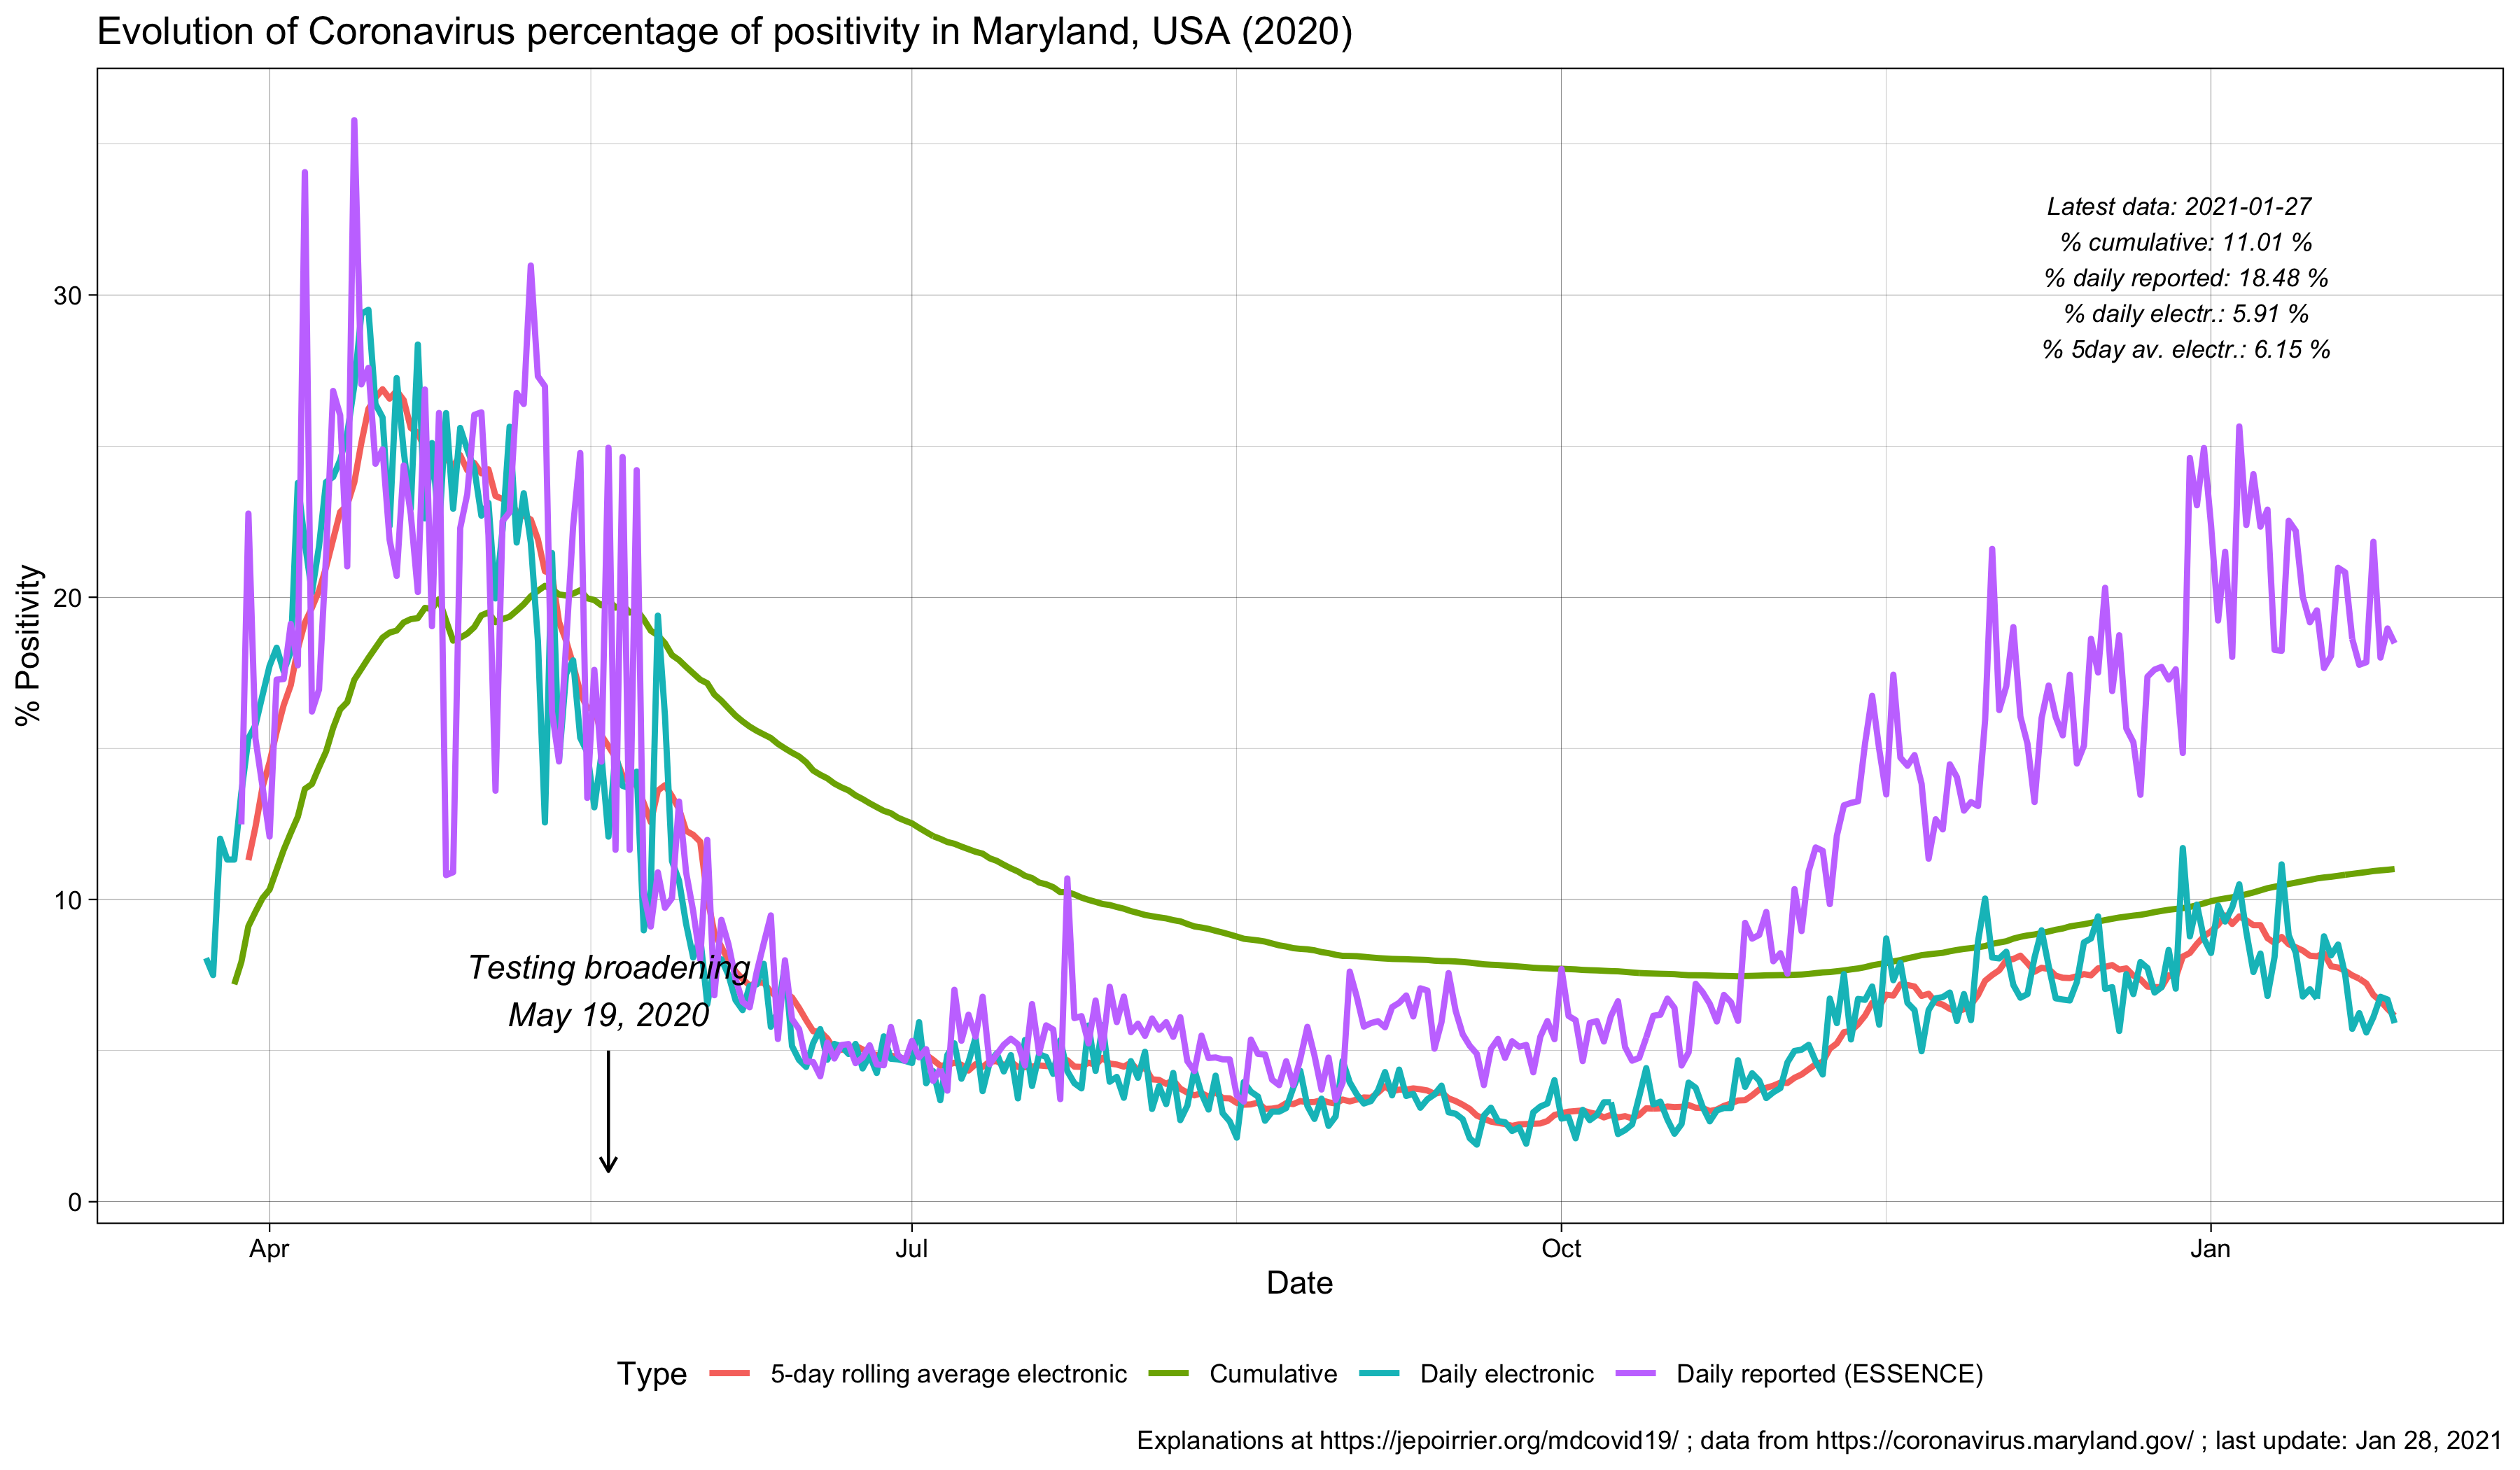 Evolution of Coronavirus percentage of positivity in Maryland, USA (2020)
Latest data: 2021-01-27
% cumulative: 11.01 %
% daily reported: 18.48 %
% daily electr.: 5.91 %
% 5day av. electr.: 6.15 %
30
20
10
0
% Positivity
Testing broadening
May 19, 2020
Apr Jul Oct Jan
Date
Type 5-day rolling average electronic Cumulative Daily electronic Daily reported (ESSENCE)
Explanations at https://jepoirrier.org/mdcovid19/ ; data from https://coronavirus.maryland.gov/ ; last update: Jan 28, 2021